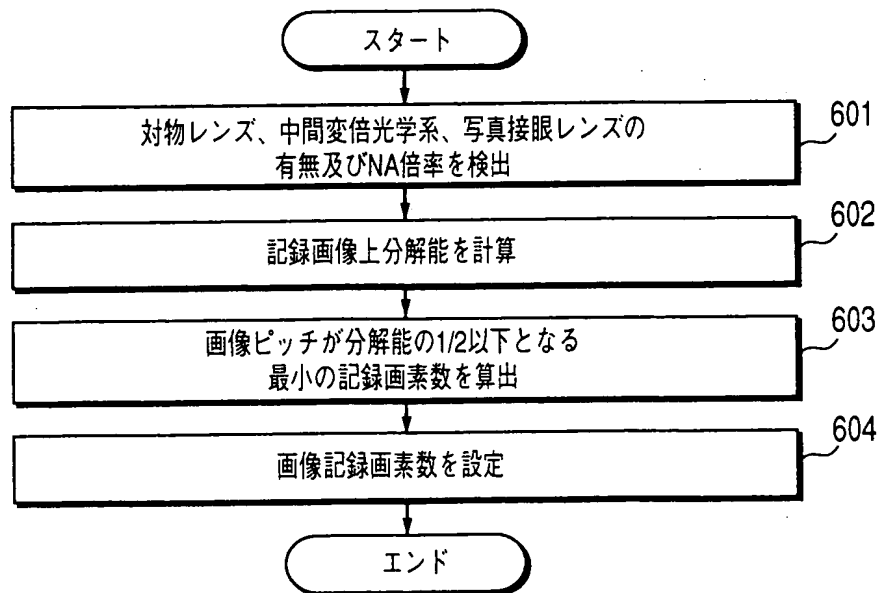 スタート
対物レンズ、中間変倍光学系、写真接眼レンズの
有無及びNA倍率を検出
601
記録画像上分解能を計算
602
画像ピッチが分解能の1/2以下となる
最小の記録画素数を算出
603
画像記録画素数を設定
604
エンド